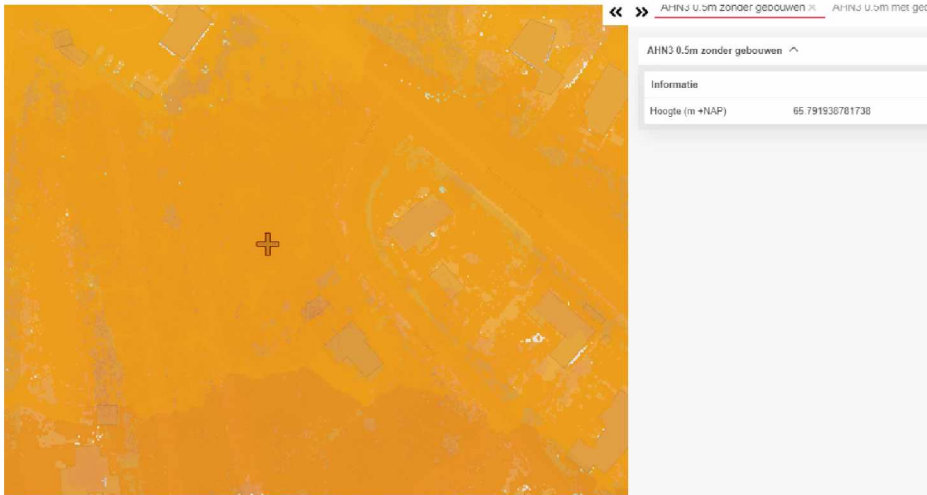 AHN3 0.5m zonder gebouwen × AHN3 0.5m met
AHN3 0.5m zonder gebouwen
Informatie
Hoogte (m +NAP) 65.791938781738